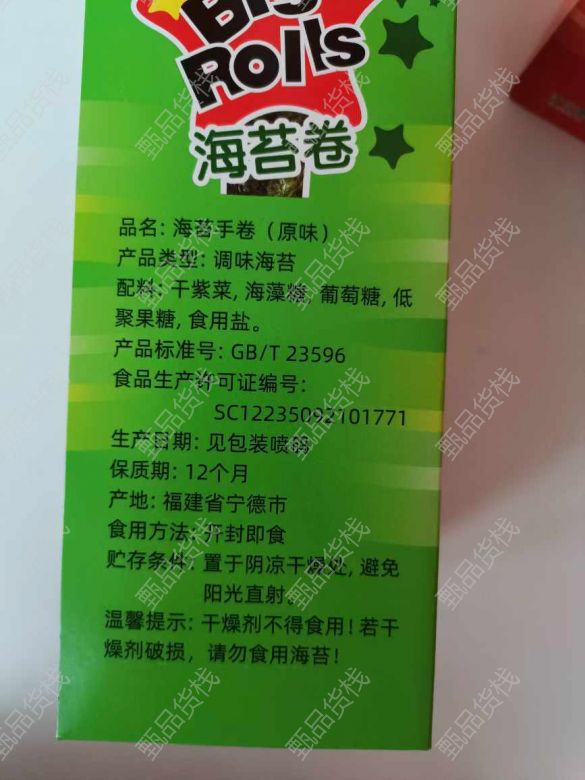 Big
Rolls
海苔卷
品名: 海苔手卷（原味）
产品类型: 调味海苔
配料: 干紫菜, 海藻糖, 葡萄糖, 低
聚果糖, 食用盐。
产品标准号: GB/T 23596
食品生产许可证编号:
SC12235092101771
生产日期: 见包装喷码
保质期: 12个月
产地: 福建省宁德市
食用方法: 开封即食
贮存条件: 置于阴凉干燥处, 避免
阳光直射。
温馨提示: 干燥剂不得食用! 若干
燥剂破损，请勿食用海苔!
甄品货栈